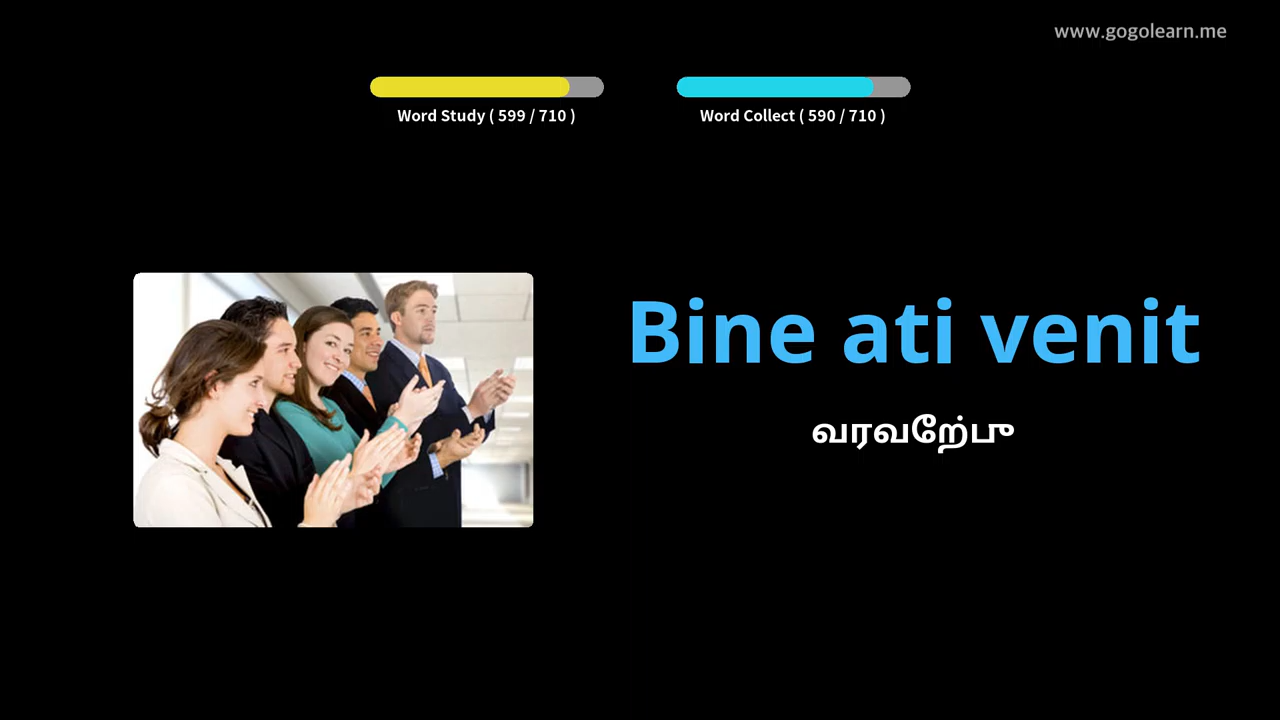 www.gogolearn.me
Word Study ( 599 / 710 )
Word Collect ( 590 / 710 )
Bine ati venit
வரவேற்பு